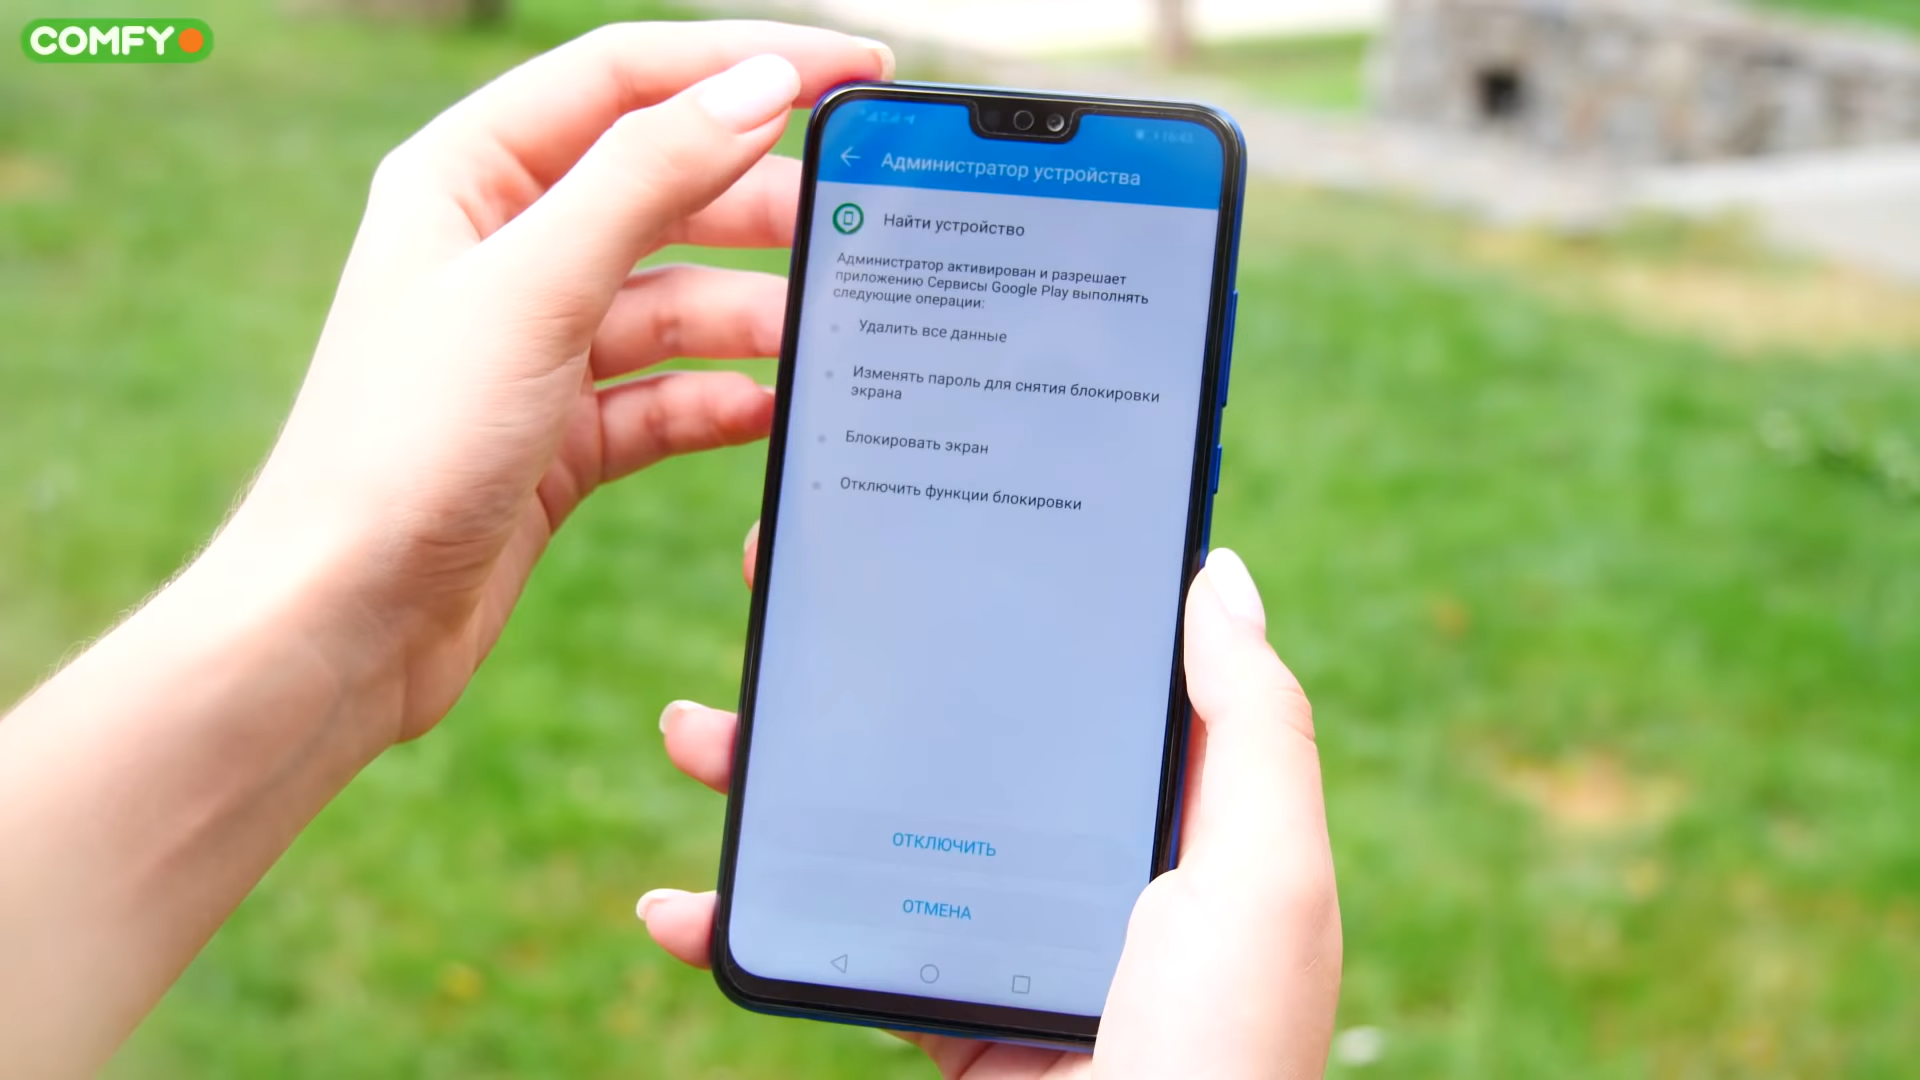 COMFY
Администратор устройства
Найти устройство
Администратор активирован и разрешает
приложению Сервисы Google Play выполнять
следующие операции:
Удалить все данные
Изменять пароль для снятия блокировки
экрана
Блокировать экран
Отключить функции блокировки
ОТКЛЮЧИТЬ
ОТМЕНА